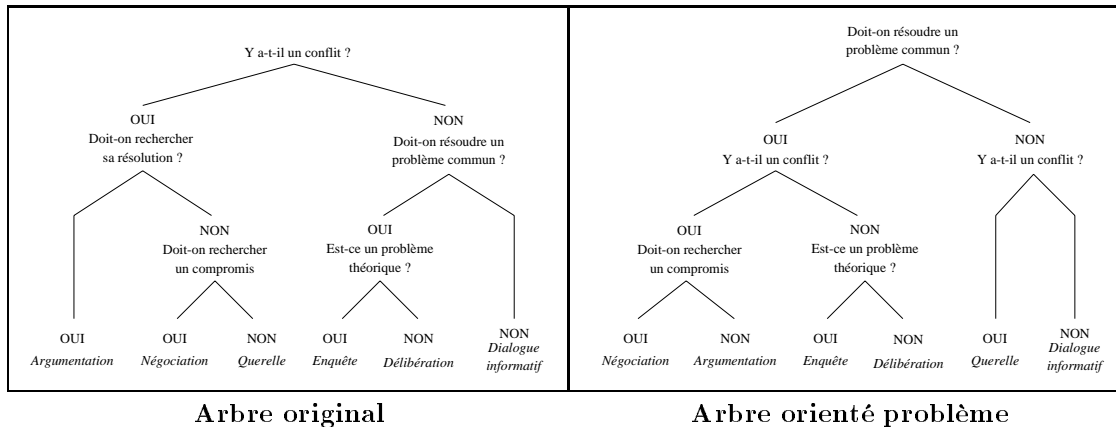 Y a-t-il un conflit ?
OUI
Doit-on rechercher
sa résolution ?
NON
Doit-on résoudre un
problème commun ?
NON
Doit-on rechercher
un compromis
OUI
Est-ce un problème
théorique ?
OUI
Argumentation
OUI
Négociation
NON
Querelle
OUI
Enquête
NON
Délibération
NON
Dialogue
informatif
Arbre original
Doit-on résoudre un
problème commun ?
OUI
Y a-t-il un conflit ?
NON
Y a-t-il un conflit ?
OUI
Doit-on rechercher
un compromis
NON
Est-ce un problème
théorique ?
OUI
Négociation
NON
Argumentation
OUI
Enquête
NON
Délibération
OUI
Querelle
NON
Dialogue
informatif
Arbre orienté problème